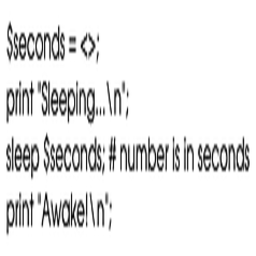 $seconds = <>;
print "Sleeping...\n";
sleep $seconds; # number is in seconds
print "Awake!\n";